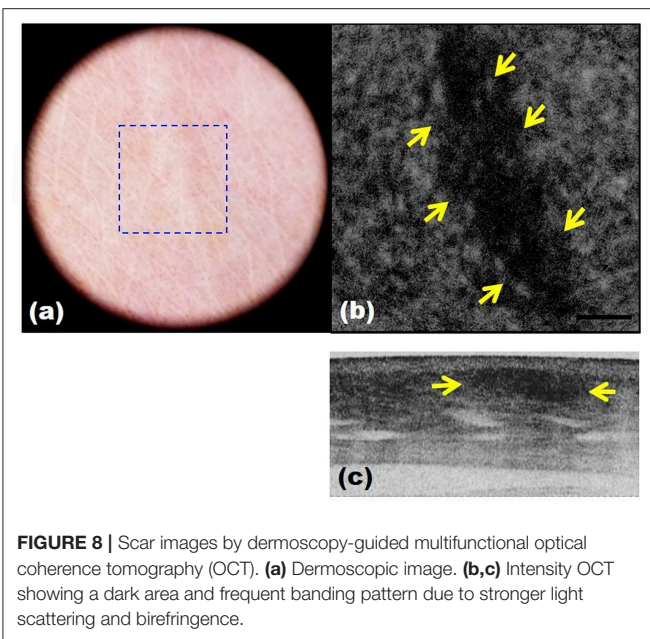 (a)
(b)
(c)
FIGURE 8 | Scar images by dermoscopy-guided multifunctional optical
coherence tomography (OCT). (a) Dermoscopic image. (b,c) Intensity OCT
showing a dark area and frequent banding pattern due to stronger light
scattering and birefringence.